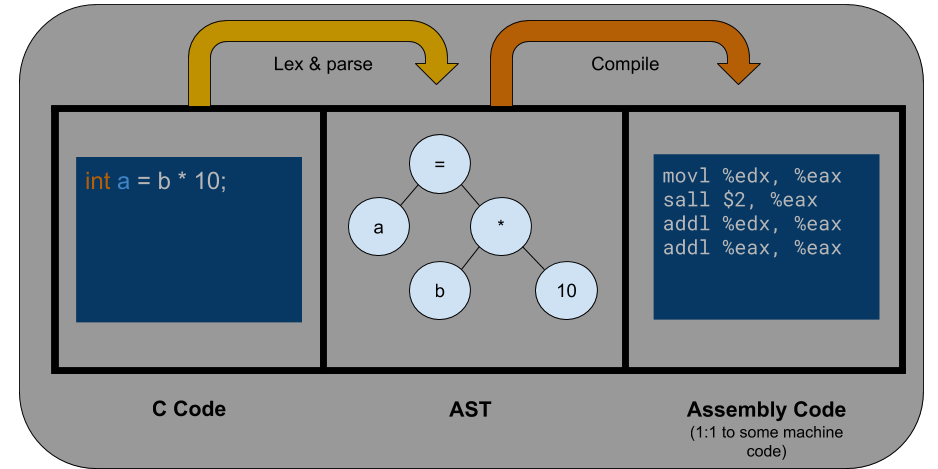 Lex & parse
Compile
int a = b * 10;
=
a
*
b
10
movl %edx, %eax
sall $2, %eax
addl %edx, %eax
addl %eax, %eax
C Code
AST
Assembly Code
(1:1 to some machine
code)